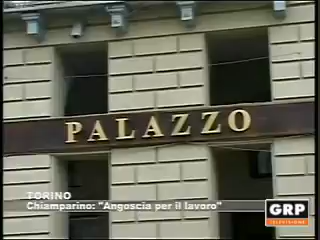 PALAZZO
TORINO
Chiamparino: "Angoscia per il lavoro"
GRP
TELEVISIONE